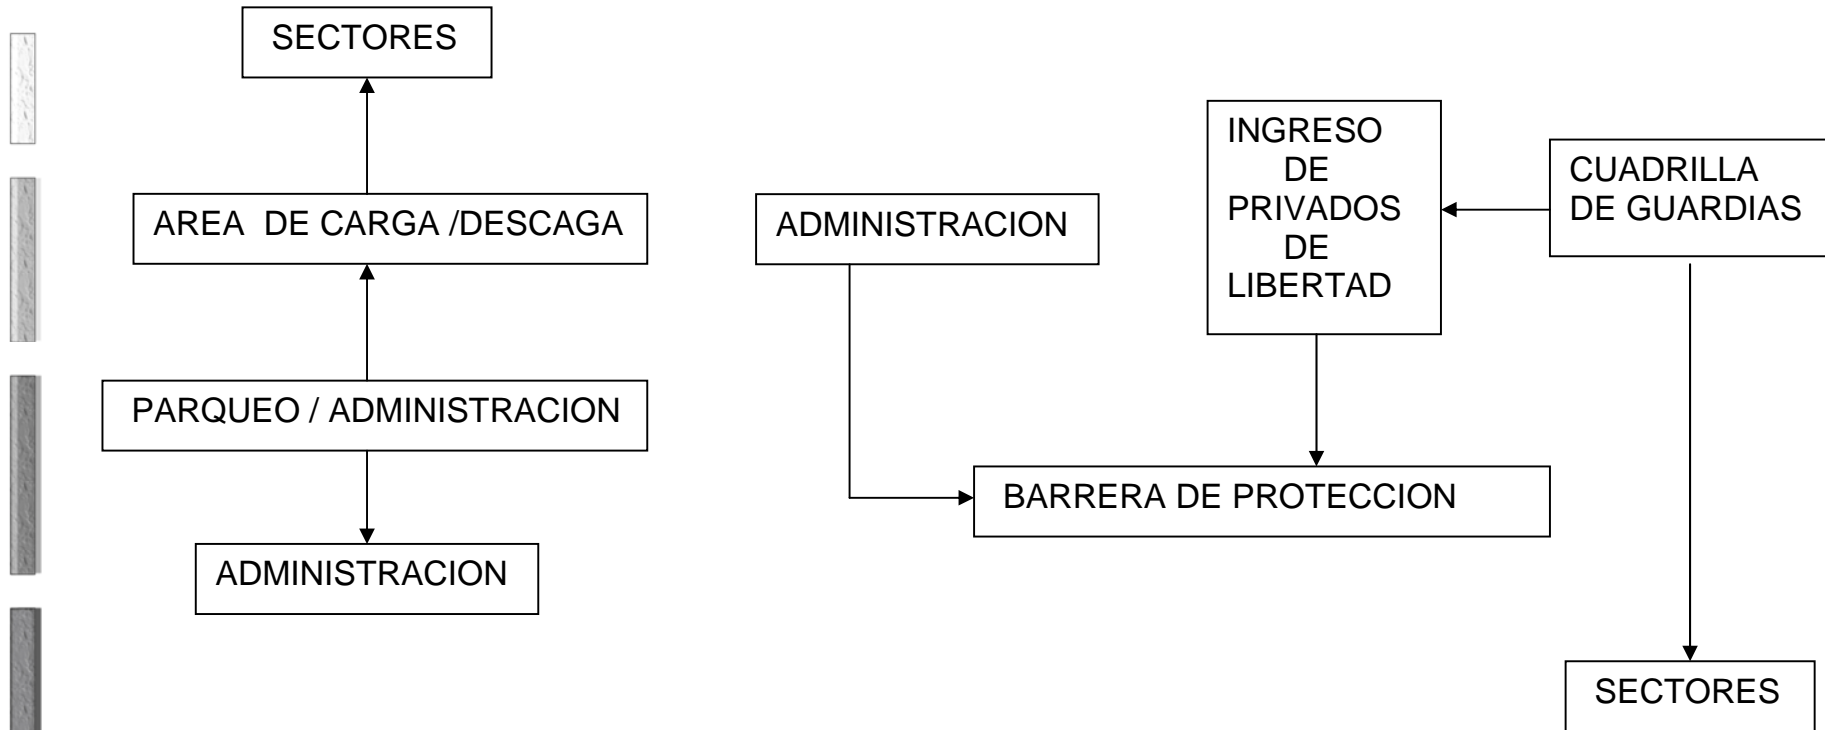 SECTORES
AREA DE CARGA /DESCAGA
PARQUEO / ADMINISTRACION
ADMINISTRACION
ADMINISTRACION
INGRESO
DE
PRIVADOS
DE
LIBERTAD
CUADRILLA
DE GUARDIAS
BARRERA DE PROTECCION
SECTORES